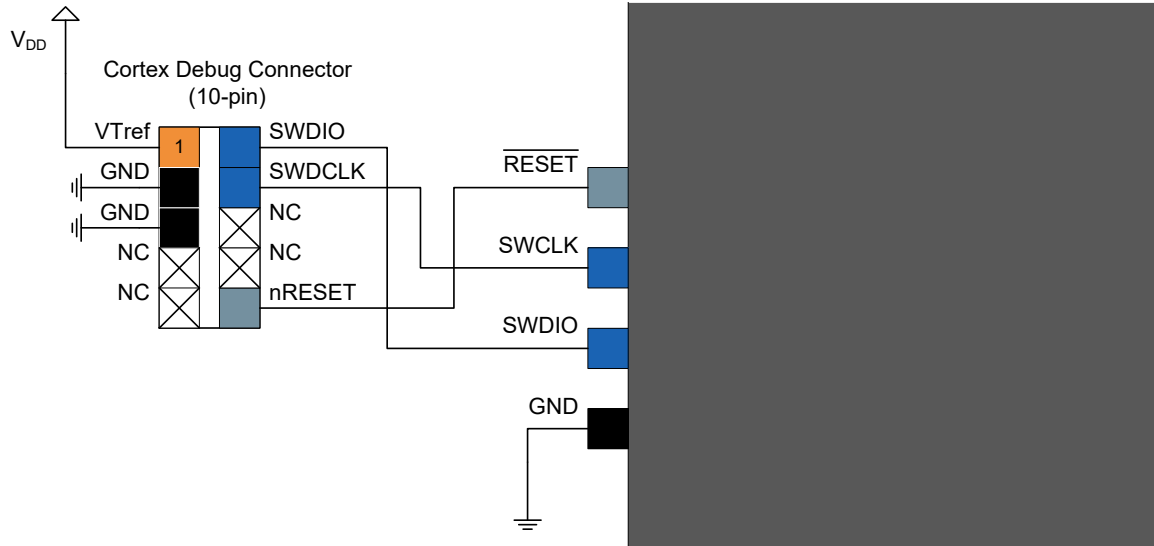 V_DD
Cortex Debug Connector
(10-pin)
VTref
1
SWDIO
GND
SWDCLK
GND
NC
NC
NC
NC
nRESET
RESET
SWCLK
SWDIO
GND